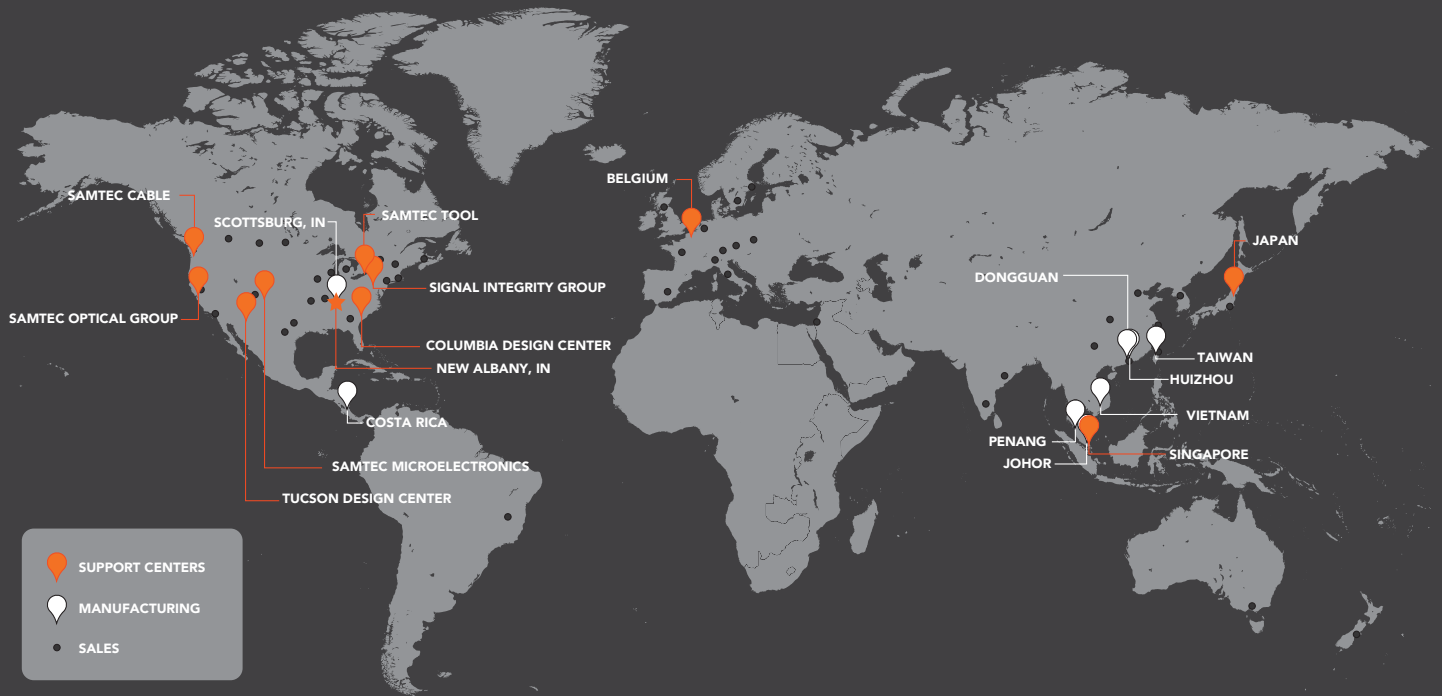 BELGIUM
SAMTEC CABLE
SCOTTSBURG, IN
SAMTEC TOOL
JAPAN
DONGGUAN
SIGNAL INTEGRITY GROUP
SAMTEC OPTICAL GROUP
COLUMBIA DESIGN CENTER
TAIWAN
NEW ALBANY, IN
HUIZHOU
VIETNAM
COSTA RICA
PENANG
SINGAPORE
JOHOR
SAMTEC MICROELECTRONICS
TUCSON DESIGN CENTER
SUPPORT CENTERS
MANUFACTURING
SALES